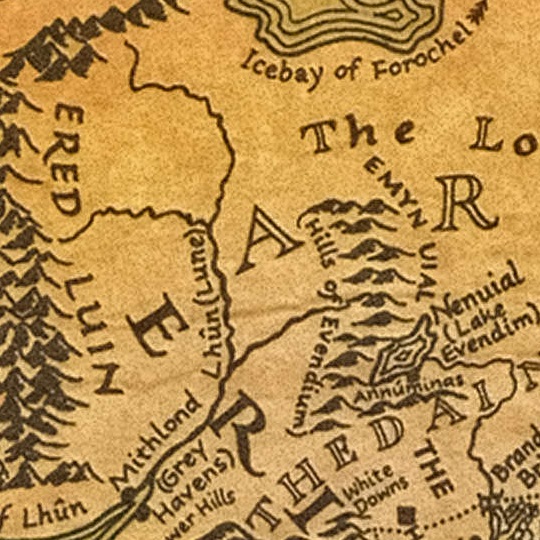 Icebay of Forochel
The Lo
ERED
LUIN
EMYN
UIAL
A R
(Hills of Evendium)
Lhûn (Lune)
E R I
Nenuial
(Lake
Evendim)
Annúminas
Mithlond
(Grey
Havens)
THEDAIN
THE
White
Downs
wer Hills
f Lhûn
Brand
Br